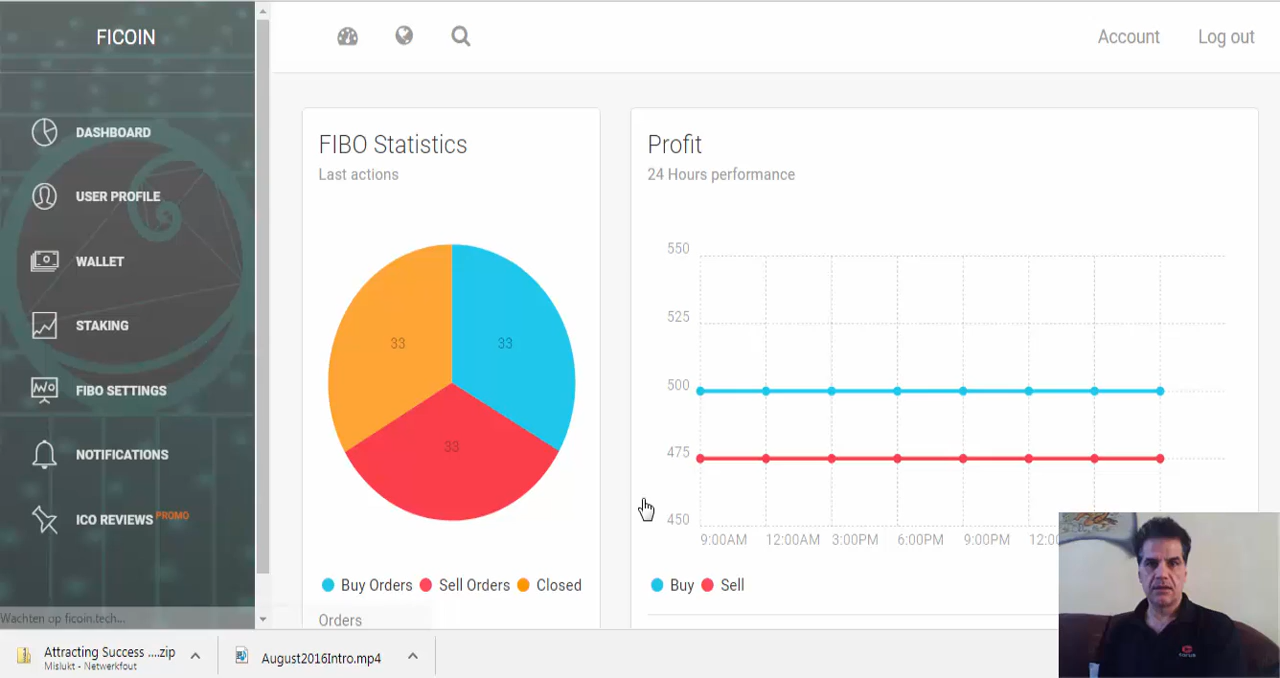 FICOIN
Account
Log out
DASHBOARD
USER PROFILE
WALLET
STAKING
FIBO SETTINGS
NOTIFICATIONS
ICO REVIEWS PROMO
Wachten op ficoin.tech...
FIBO Statistics
Last actions
33
33
33
Buy Orders
Sell Orders
Closed
Orders
Profit
24 Hours performance
550
525
500
475
450
9:00AM
12:00AM
3:00PM
6:00PM
9:00PM
Buy
Sell
Attracting Success ....zip
Mislukt - Netwerkfout
August2016Intro.mp4